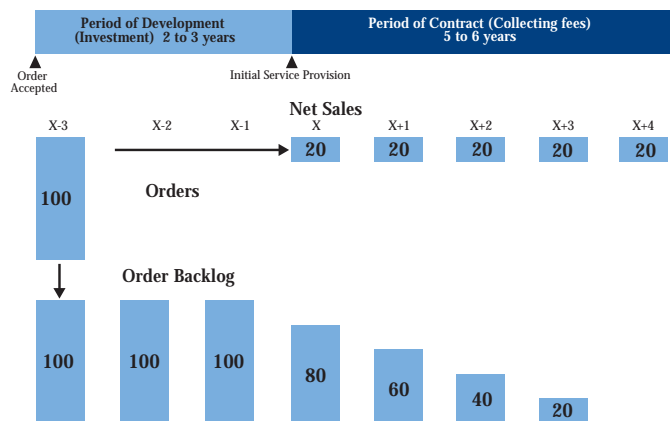 Period of Development
(Investment) 2 to 3 years
Period of Contract (Collecting fees)
5 to 6 years
Order
Accepted
Initial Service Provision
Net Sales
X-3
X-2
X-1
X
X+1
X+2
X+3
X+4
20
20
20
20
20
100
Orders
Order Backlog
100
100
100
80
60
40
20